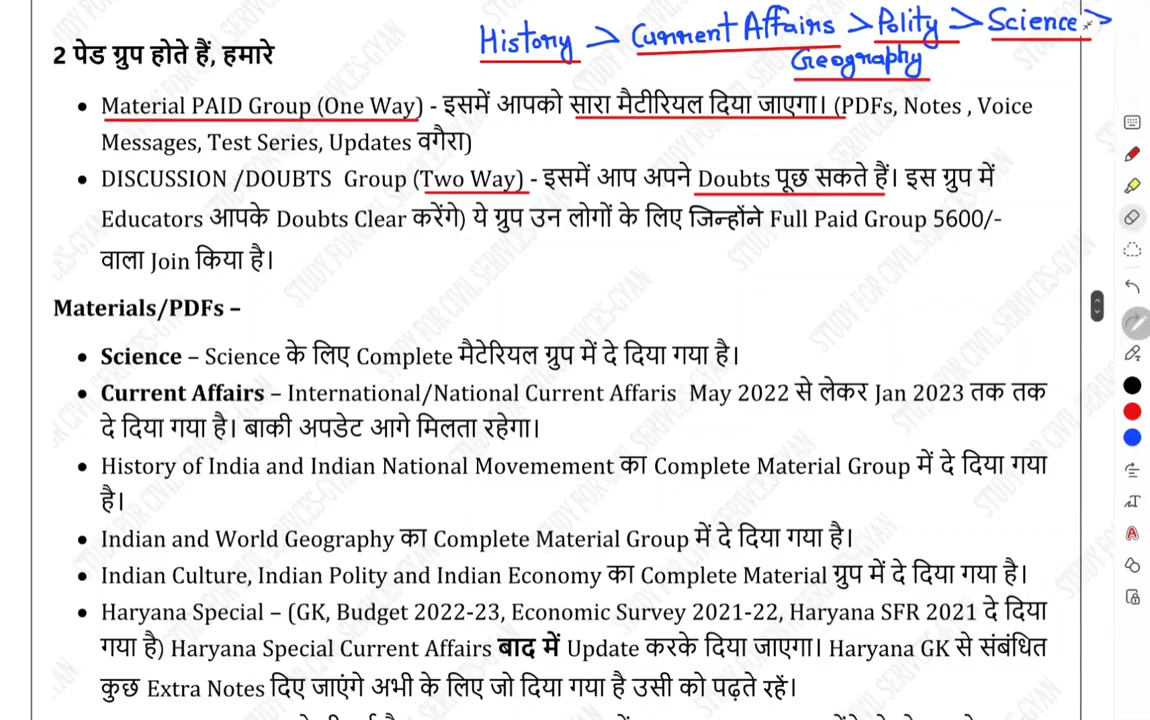 History > Current Affairs > Polity > Science >
Geography
2 पेड ग्रुप होते हैं, हमारे
• Material PAID Group (One Way) - इसमें आपको सारा मैटीरियल दिया जाएगा। (PDFs, Notes , Voice
Messages, Test Series, Updates वगैरा)
• DISCUSSION /DOUBTS Group (Two Way) - इसमें आप अपने Doubts पूछ सकते हैं। इस ग्रुप में
Educators आपके Doubts Clear करेंगे) ये ग्रुप उन लोगों के लिए जिन्होंने Full Paid Group 5600/-
वाला Join किया है।
Materials/PDFs –
• Science – Science के लिए Complete मैटेरियल ग्रुप में दे दिया गया है।
• Current Affairs – International/National Current Affaris May 2022 से लेकर Jan 2023 तक तक
दे दिया गया है। बाकी अपडेट आगे मिलता रहेगा।
• History of India and Indian National Movemement का Complete Material Group में दे दिया गया
है।
• Indian and World Geography का Complete Material Group में दे दिया गया है।
• Indian Culture, Indian Polity and Indian Economy का Complete Material ग्रुप में दे दिया गया है।
• Haryana Special – (GK, Budget 2022-23, Economic Survey 2021-22, Haryana SFR 2021 दे दिया
गया है) Haryana Special Current Affairs बाद में Update करके दिया जाएगा। Haryana GK से संबंधित
कुछ Extra Notes दिए जाएंगे अभी के लिए जो दिया गया है उसी को पढ़ते रहें।